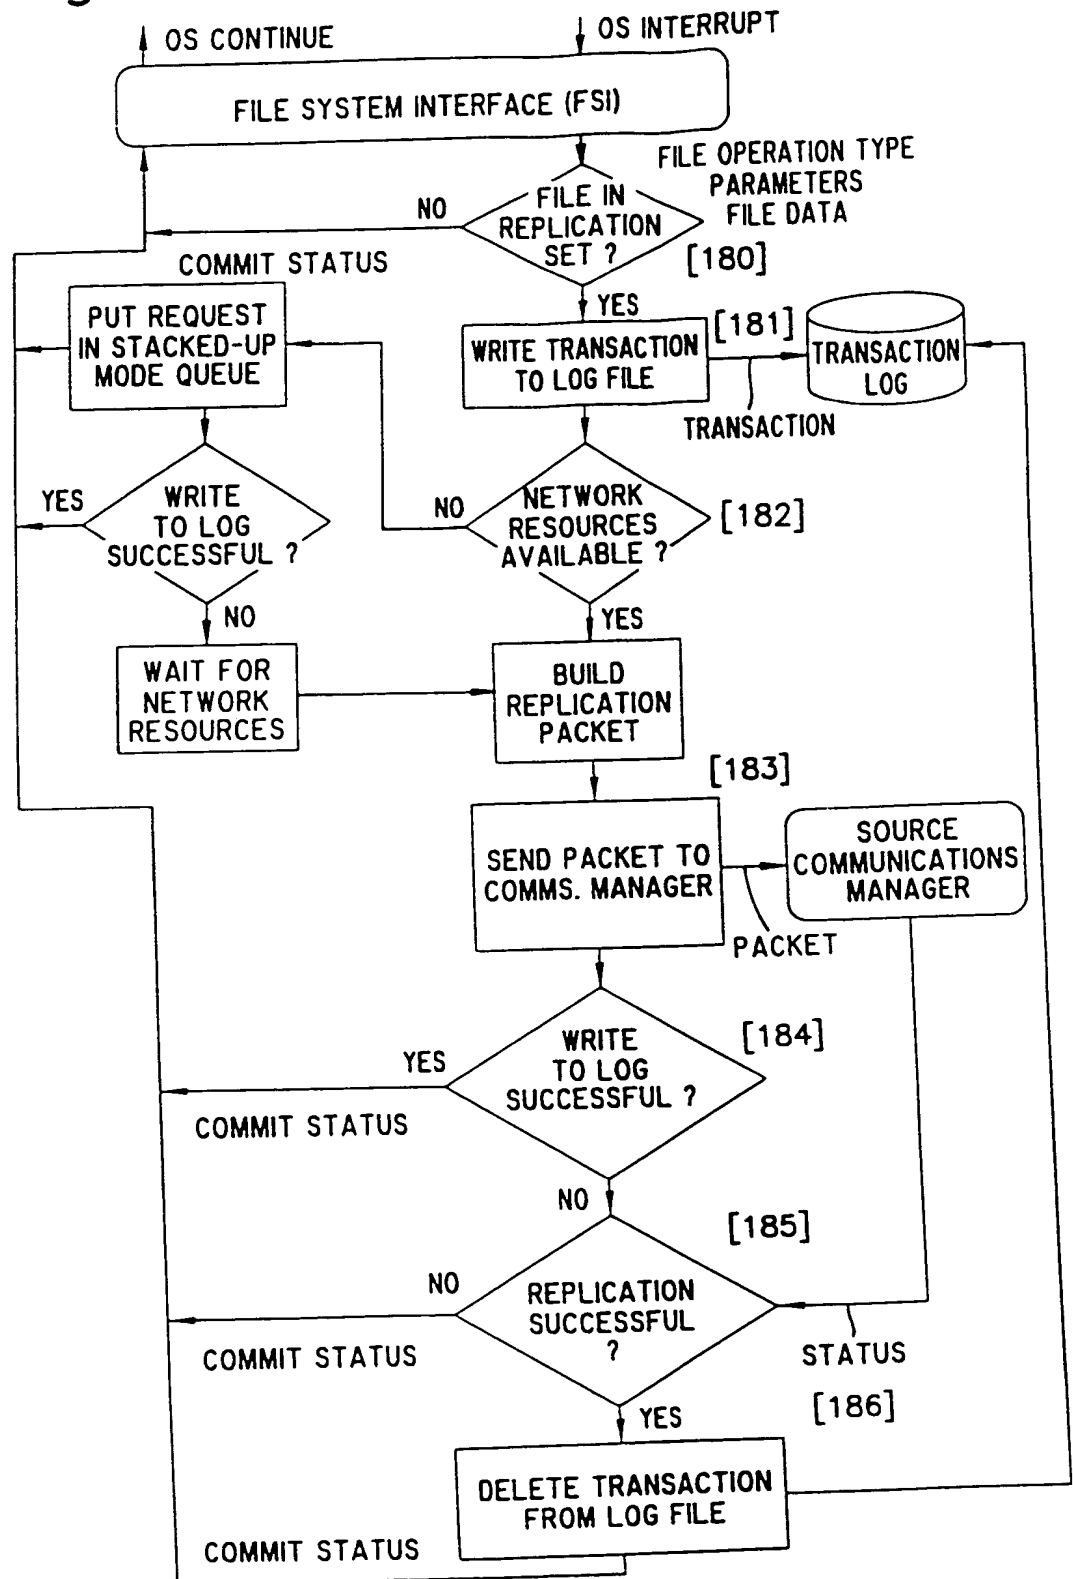 OS CONTINUE
OS INTERRUPT
FILE SYSTEM INTERFACE (FSI)
FILE OPERATION TYPE
PARAMETERS
FILE DATA
FILE IN
REPLICATION
SET ?
NO
[180]
COMMIT STATUS
YES
PUT REQUEST
IN STACKED-UP
MODE QUEUE
WRITE TRANSACTION
TO LOG FILE
[181]
TRANSACTION
LOG
TRANSACTION
YES
WRITE
TO LOG
SUCCESSFUL ?
NO
NETWORK
RESOURCES
AVAILABLE ?
[182]
NO
YES
WAIT FOR
NETWORK
RESOURCES
BUILD
REPLICATION
PACKET
[183]
SEND PACKET TO
COMMS. MANAGER
SOURCE
COMMUNICATIONS
MANAGER
PACKET
WRITE
TO LOG
SUCCESSFUL ?
[184]
YES
COMMIT STATUS
NO
[185]
NO
REPLICATION
SUCCESSFUL
?
COMMIT STATUS
STATUS
[186]
YES
DELETE TRANSACTION
FROM LOG FILE
COMMIT STATUS